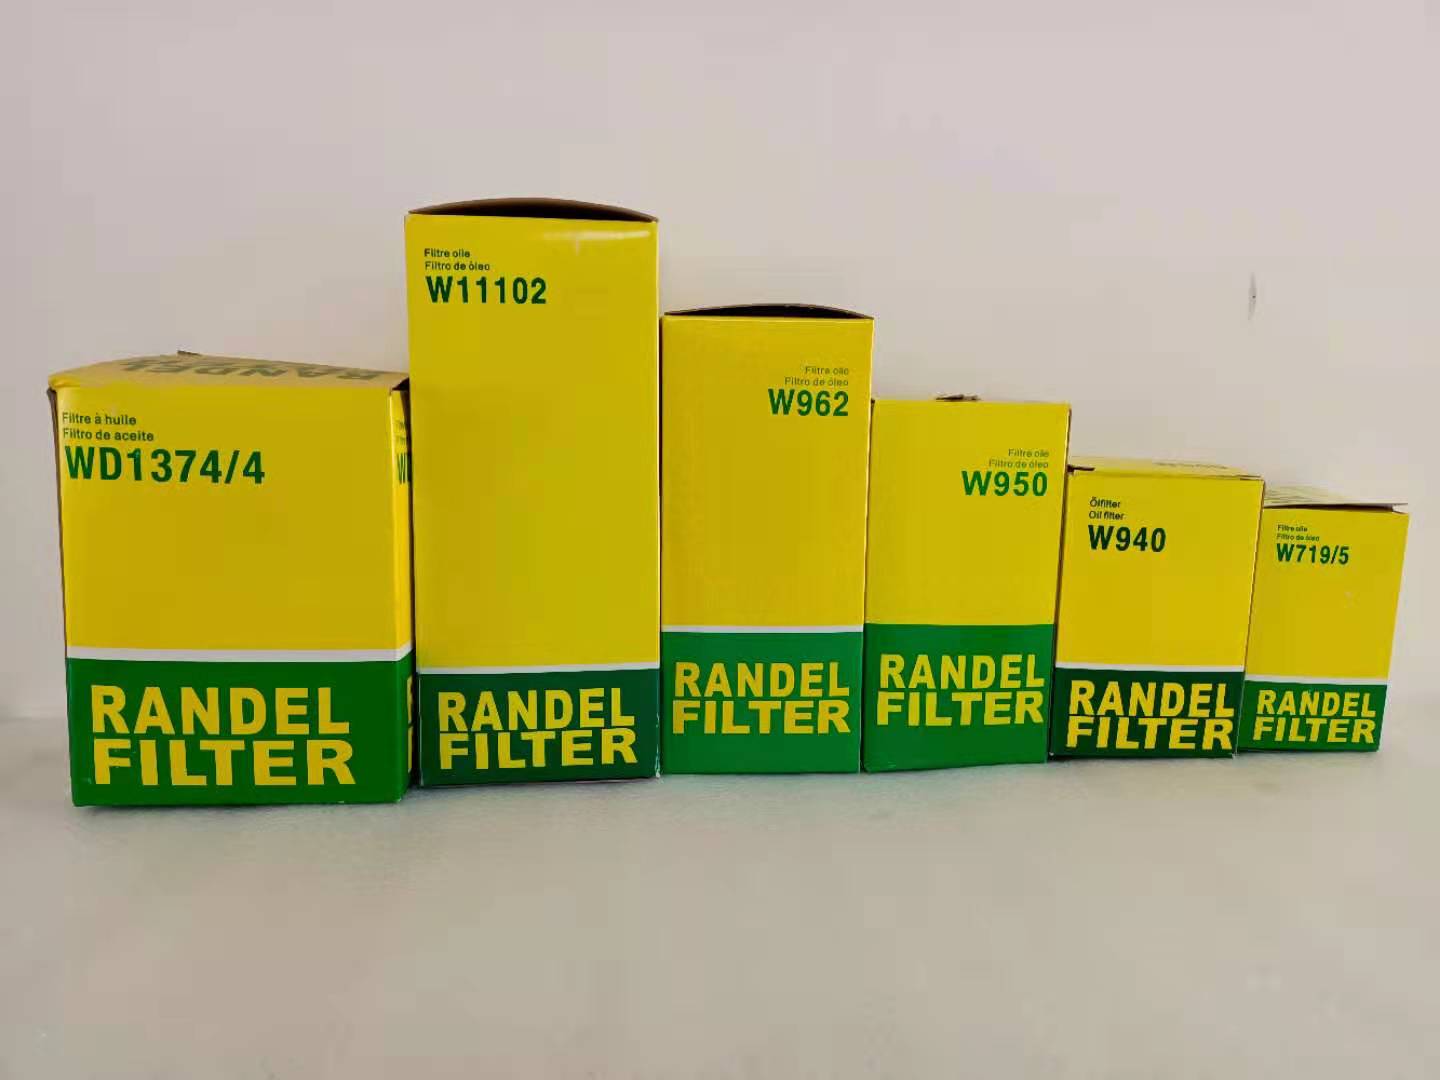 RANDEL
Filtre à huile
Filtro de aceite
WD1374/4
RANDEL
FILTER
Filtre olie
Filtro de òleo
W11102
RANDEL
FILTER
Filtre olie
Filtro de óleo
W962
RANDEL
FILTER
Filtre olie
Filtro de óleo
W950
RANDEL
FILTER
Ölfilter
Oil filter
W940
RANDEL
FILTER
Filtre olie
Filtro de óleo
W719/5
RANDEL
FILTER